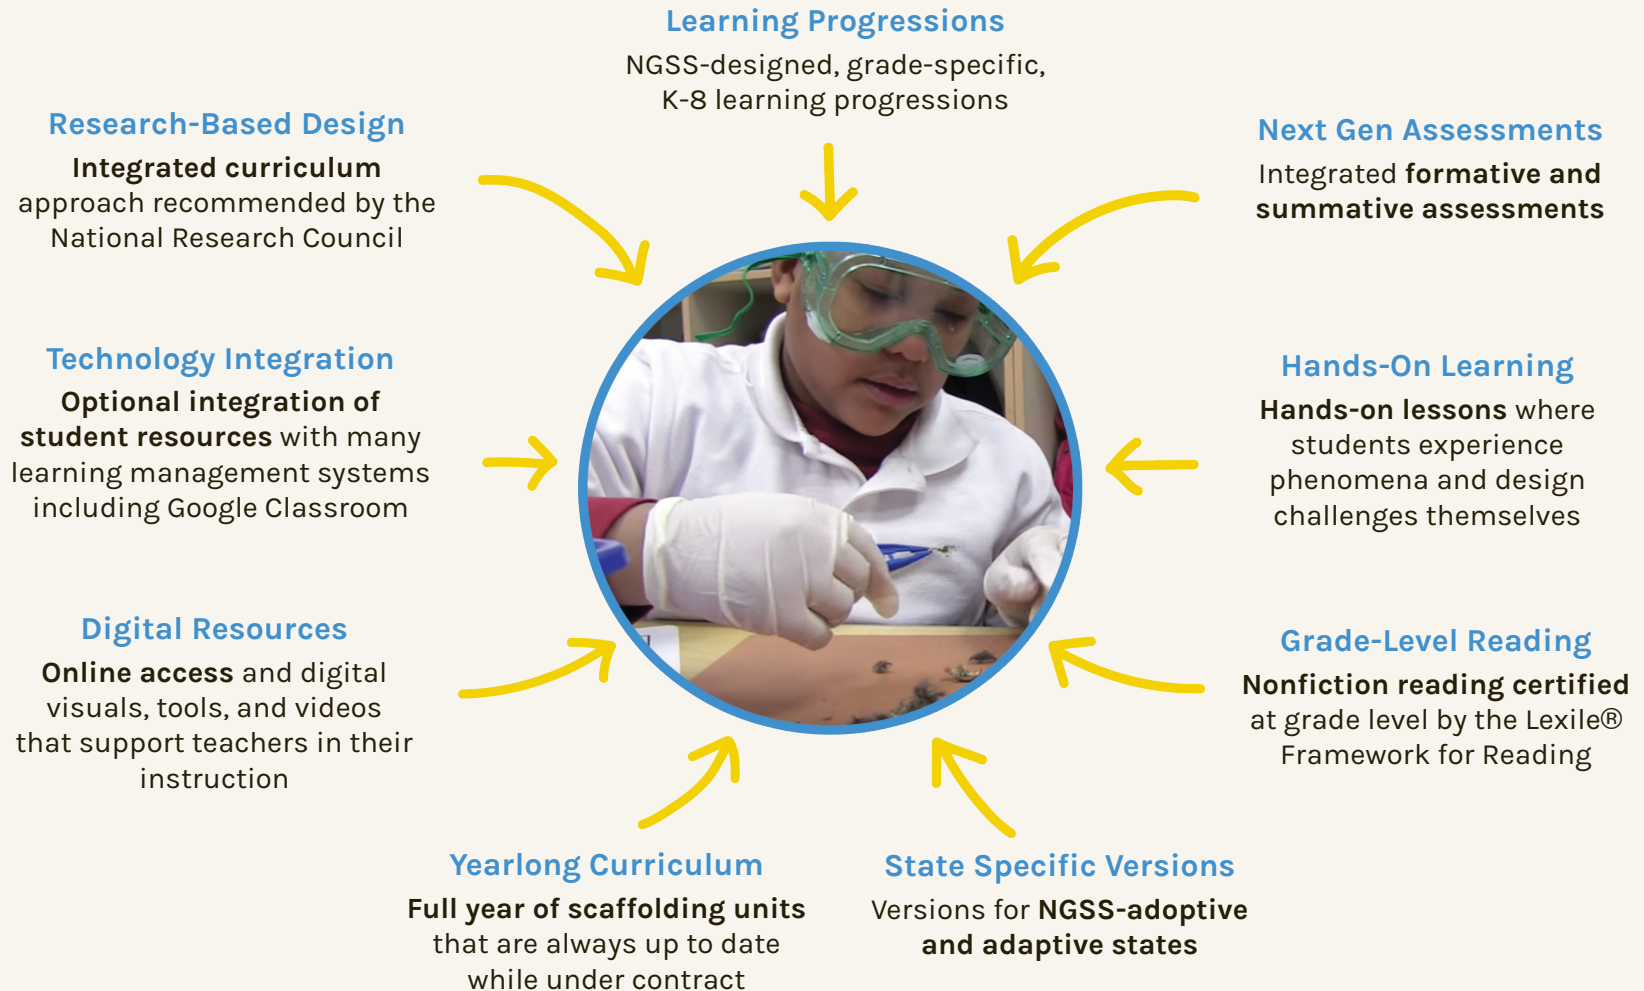 Learning Progressions
NGSS-designed, grade-specific,
K-8 learning progressions
Research-Based Design
Integrated curriculum
approach recommended by the
National Research Council
Next Gen Assessments
Integrated formative and
summative assessments
Technology Integration
Optional integration of
student resources with many
learning management systems
including Google Classroom
Hands-On Learning
Hands-on lessons where
students experience
phenomena and design
challenges themselves
Digital Resources
Online access and digital
visuals, tools, and videos
that support teachers in their
instruction
Grade-Level Reading
Nonfiction reading certified
at grade level by the Lexile®
Framework for Reading
Yearlong Curriculum
Full year of scaffolding units
that are always up to date
while under contract
State Specific Versions
Versions for NGSS-adoptive
and adaptive states